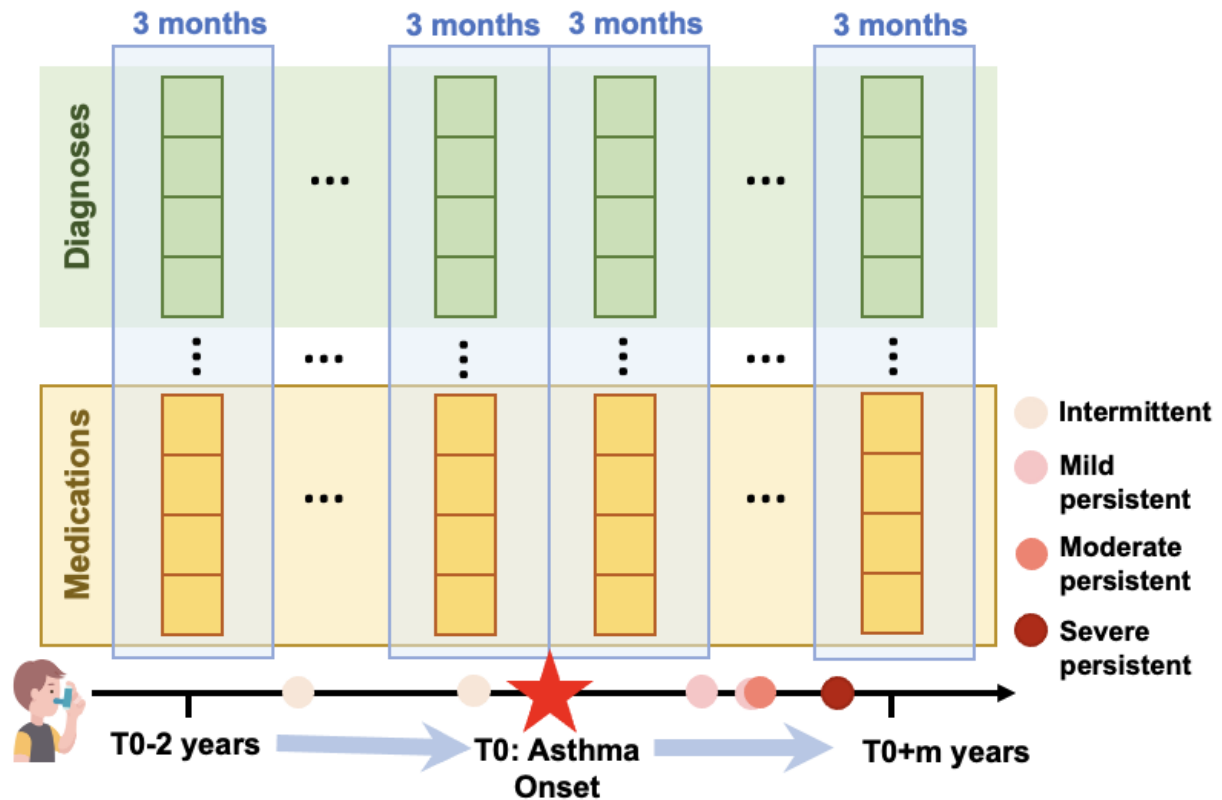 3 months
3 months
3 months
3 months
Diagnoses
...
...
...
...
Medications
...
...
Intermittent
Mild
persistent
Moderate
persistent
Severe
persistent
T0-2 years
T0: Asthma
Onset
T0+m years